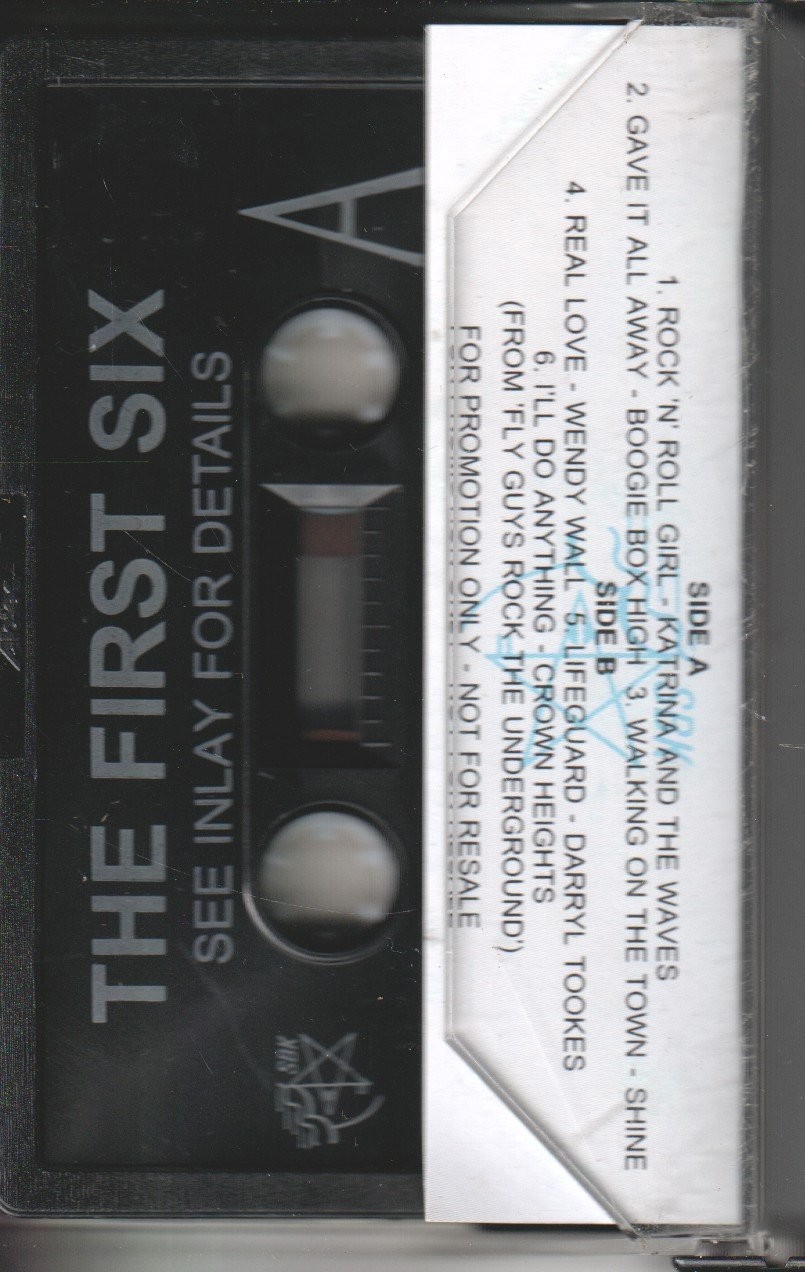 SIDE A
1. ROCK 'N' ROLL GIRL - KATRINA AND THE WAVES
2. GAVE IT ALL AWAY - BOOGIE BOX HIGH 3. WALKING ON THE TOWN - SHINE
SIDE B
4. REAL LOVE - WENDY WALL 5. LIFEGUARD - DARRYL TOOKES
6. I'LL DO ANYTHING - CROWN HEIGHTS
(FROM 'FLY GUYS ROCK THE UNDERGROUND')
FOR PROMOTION ONLY - NOT FOR RESALE
SBK
A
SEE INLAY FOR DETAILS
THE FIRST SIX
SBK